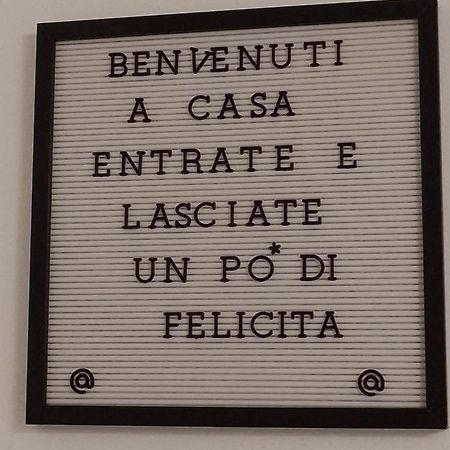 BENVENUTI
A CASA
ENTRATE E
LASCIATE
UN PO* DI
FELICITA
@ @